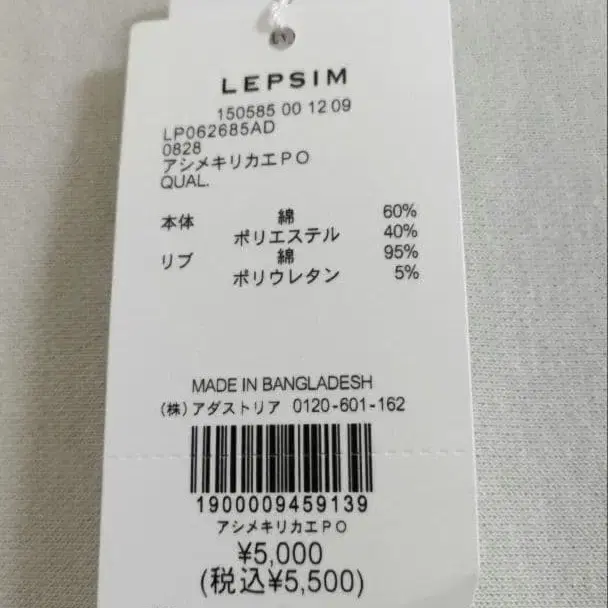 LEPSIM
150585 00 12 09
LP062685AD
0828
アシメキリカエPO
QUAL.
本体 綿 60%
ポリエステル 40%
リブ 綿 95%
ポリウレタン 5%
MADE IN BANGLADESH
(株)アダストリア 0120-601-162
1900009459139
アシメキリカエPO
¥5,000
(税込¥5,500)